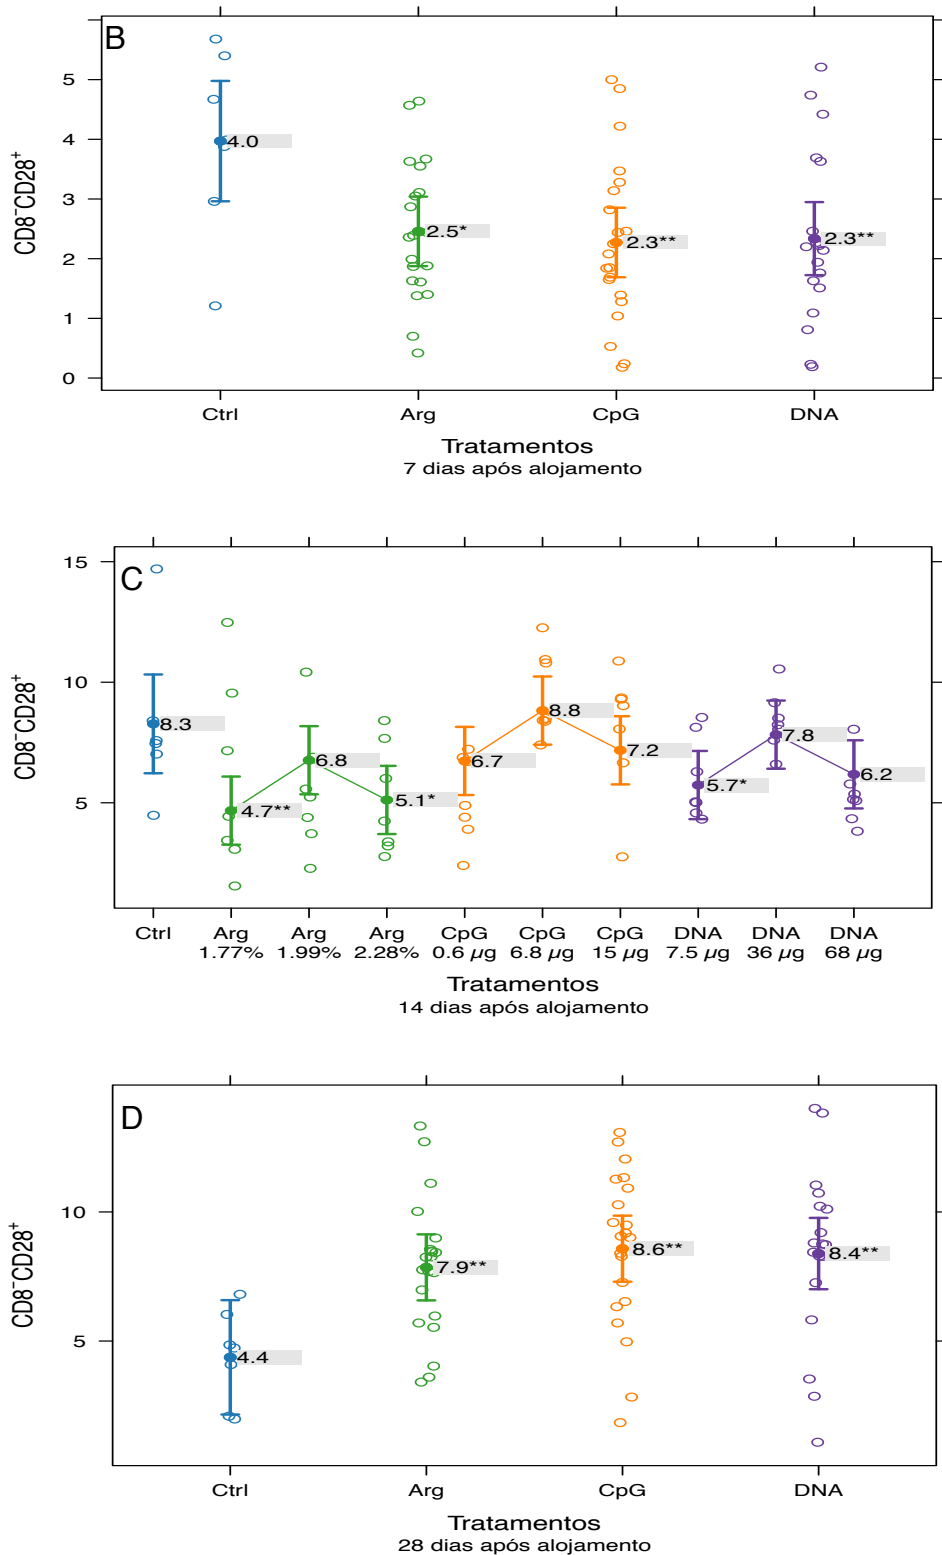 B
5
4
3
2
1
0
CD8⁻CD28⁺
4.0
2.5*
2.3**
2.3**
Ctrl Arg CpG DNA
Tratamentos
7 dias após alojamento
C
15
10
5
CD8⁻CD28⁺
8.3
4.7**
6.8
5.1*
6.7
8.8
7.2
5.7*
7.8
6.2
Ctrl Arg Arg Arg CpG CpG CpG DNA DNA DNA
1.77% 1.99% 2.28% 0.6 µg 6.8 µg 15 µg 7.5 µg 36 µg 68 µg
Tratamentos
14 dias após alojamento
D
10
5
CD8⁻CD28⁺
4.4
7.9**
8.6**
8.4**
Ctrl Arg CpG DNA
Tratamentos
28 dias após alojamento